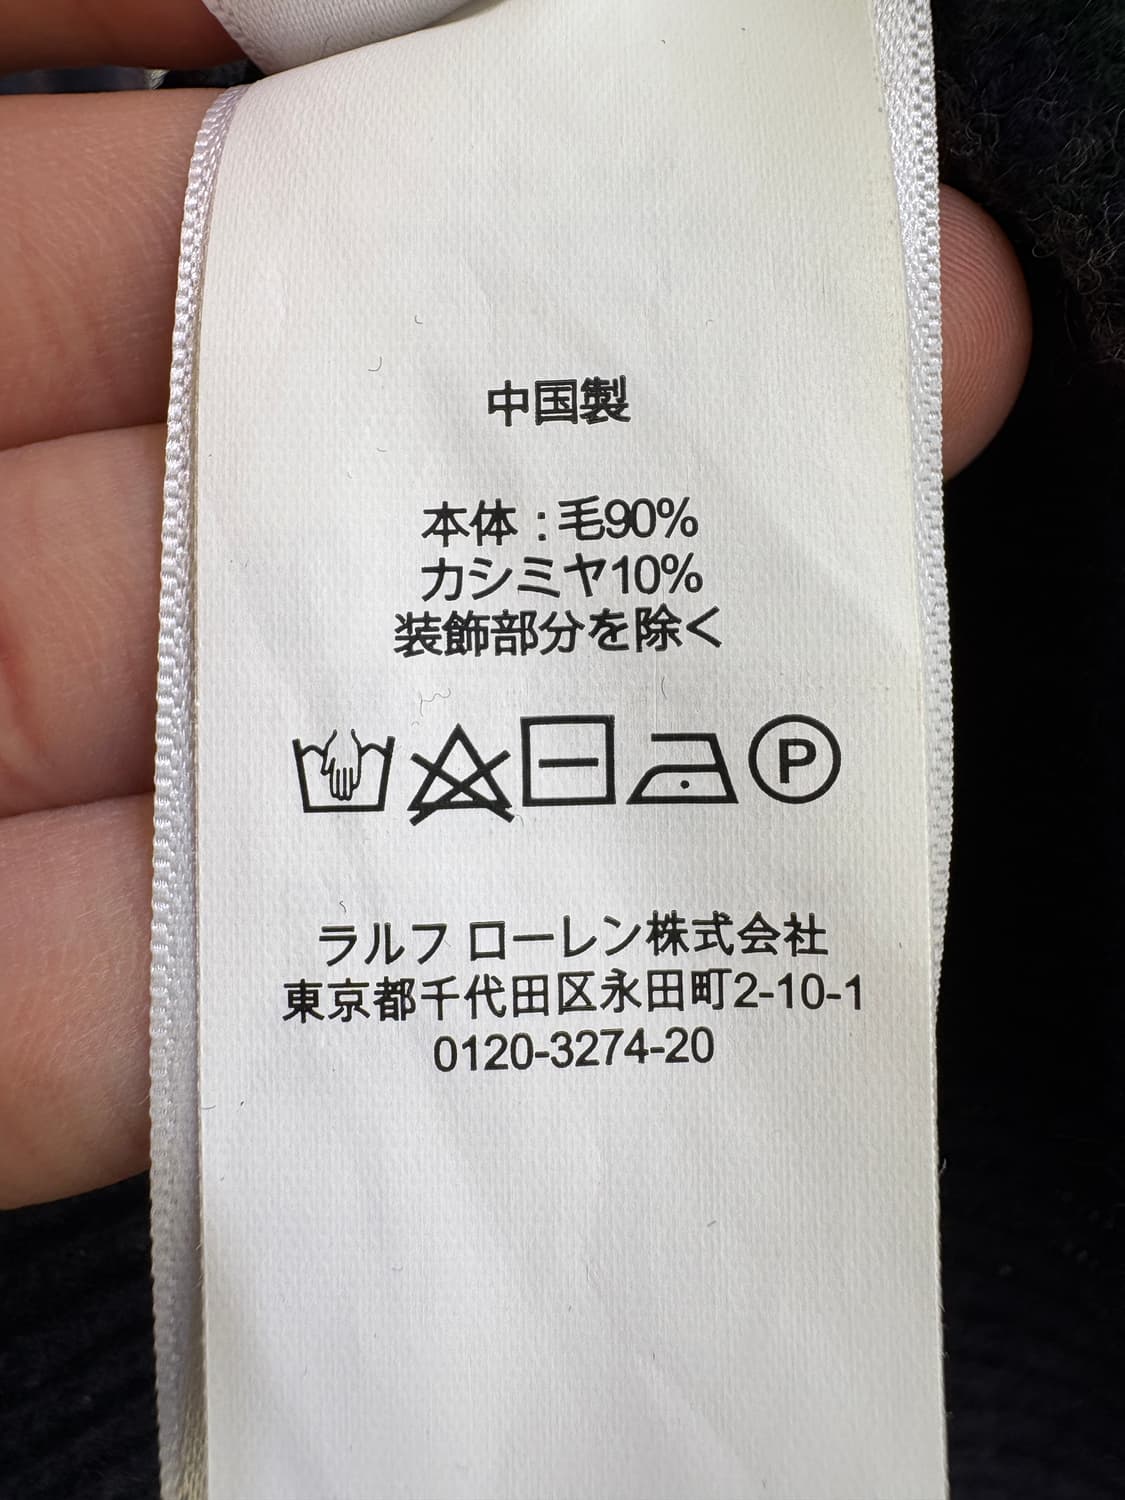 中国製
本体:毛90%
カシミヤ10%
装飾部分を除く
P
ラルフ ローレン株式会社
東京都千代田区永田町2-10-1
0120-3274-20